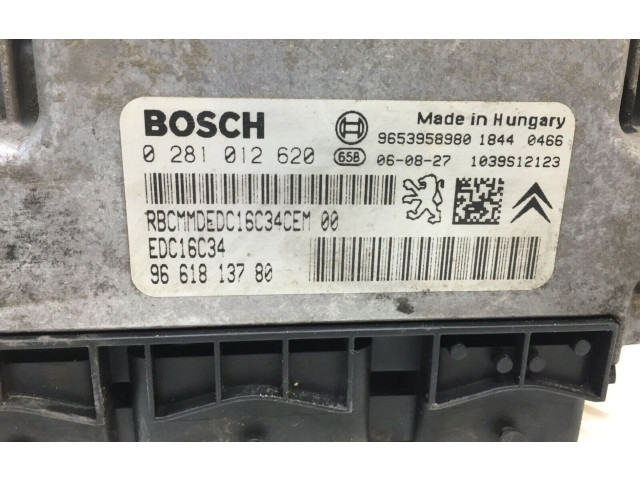 BOSCH
Made in Hungary
9653958980 1844 0466
0 281 012 620 658 06-08-27 1039S12123
RBCMMDEDC16C34CEM 00
EDC16C34
96 618 137 80